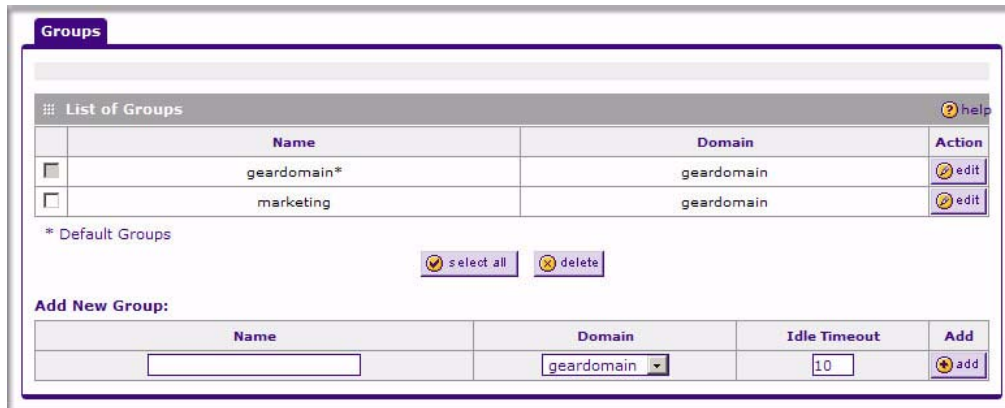 Groups
List of Groups
help
Name Domain Action
geardomain* geardomain edit
marketing geardomain edit
* Default Groups
select all delete
Add New Group:
Name Domain Idle Timeout Add
geardomain 10 add